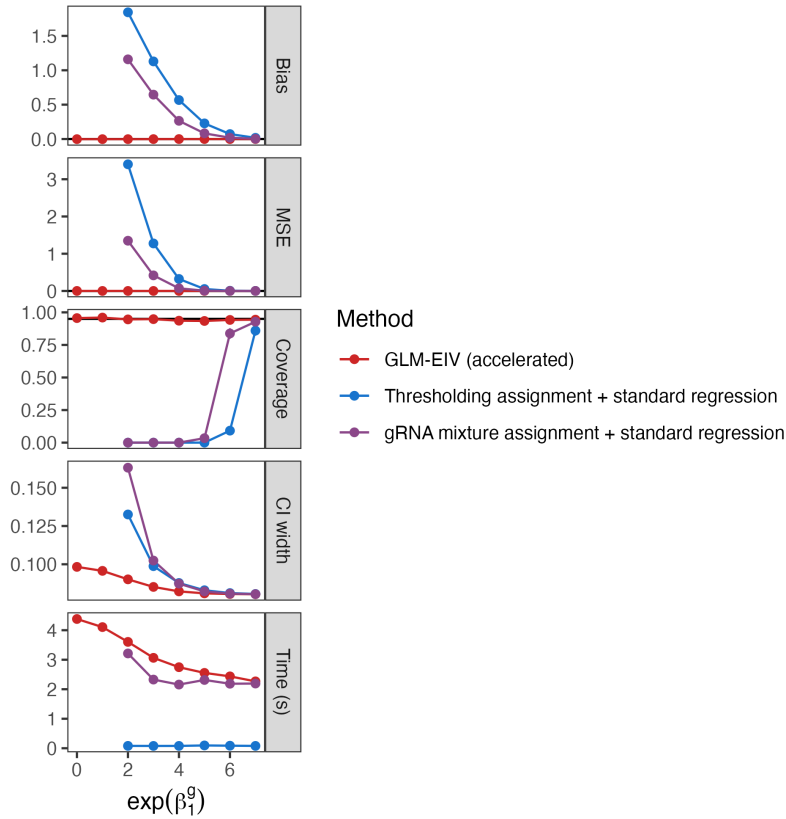 1.5
1.0
0.5
0.0
Bias
3
2
1
0
MSE
1.00
0.75
0.50
0.25
0.00
Coverage
0.150
0.125
0.100
CI width
4
3
2
1
0
Time (s)
0 2 4 6
exp(β₁ᵍ)
Method
GLM-EIV (accelerated)
Thresholding assignment + standard regression
gRNA mixture assignment + standard regression